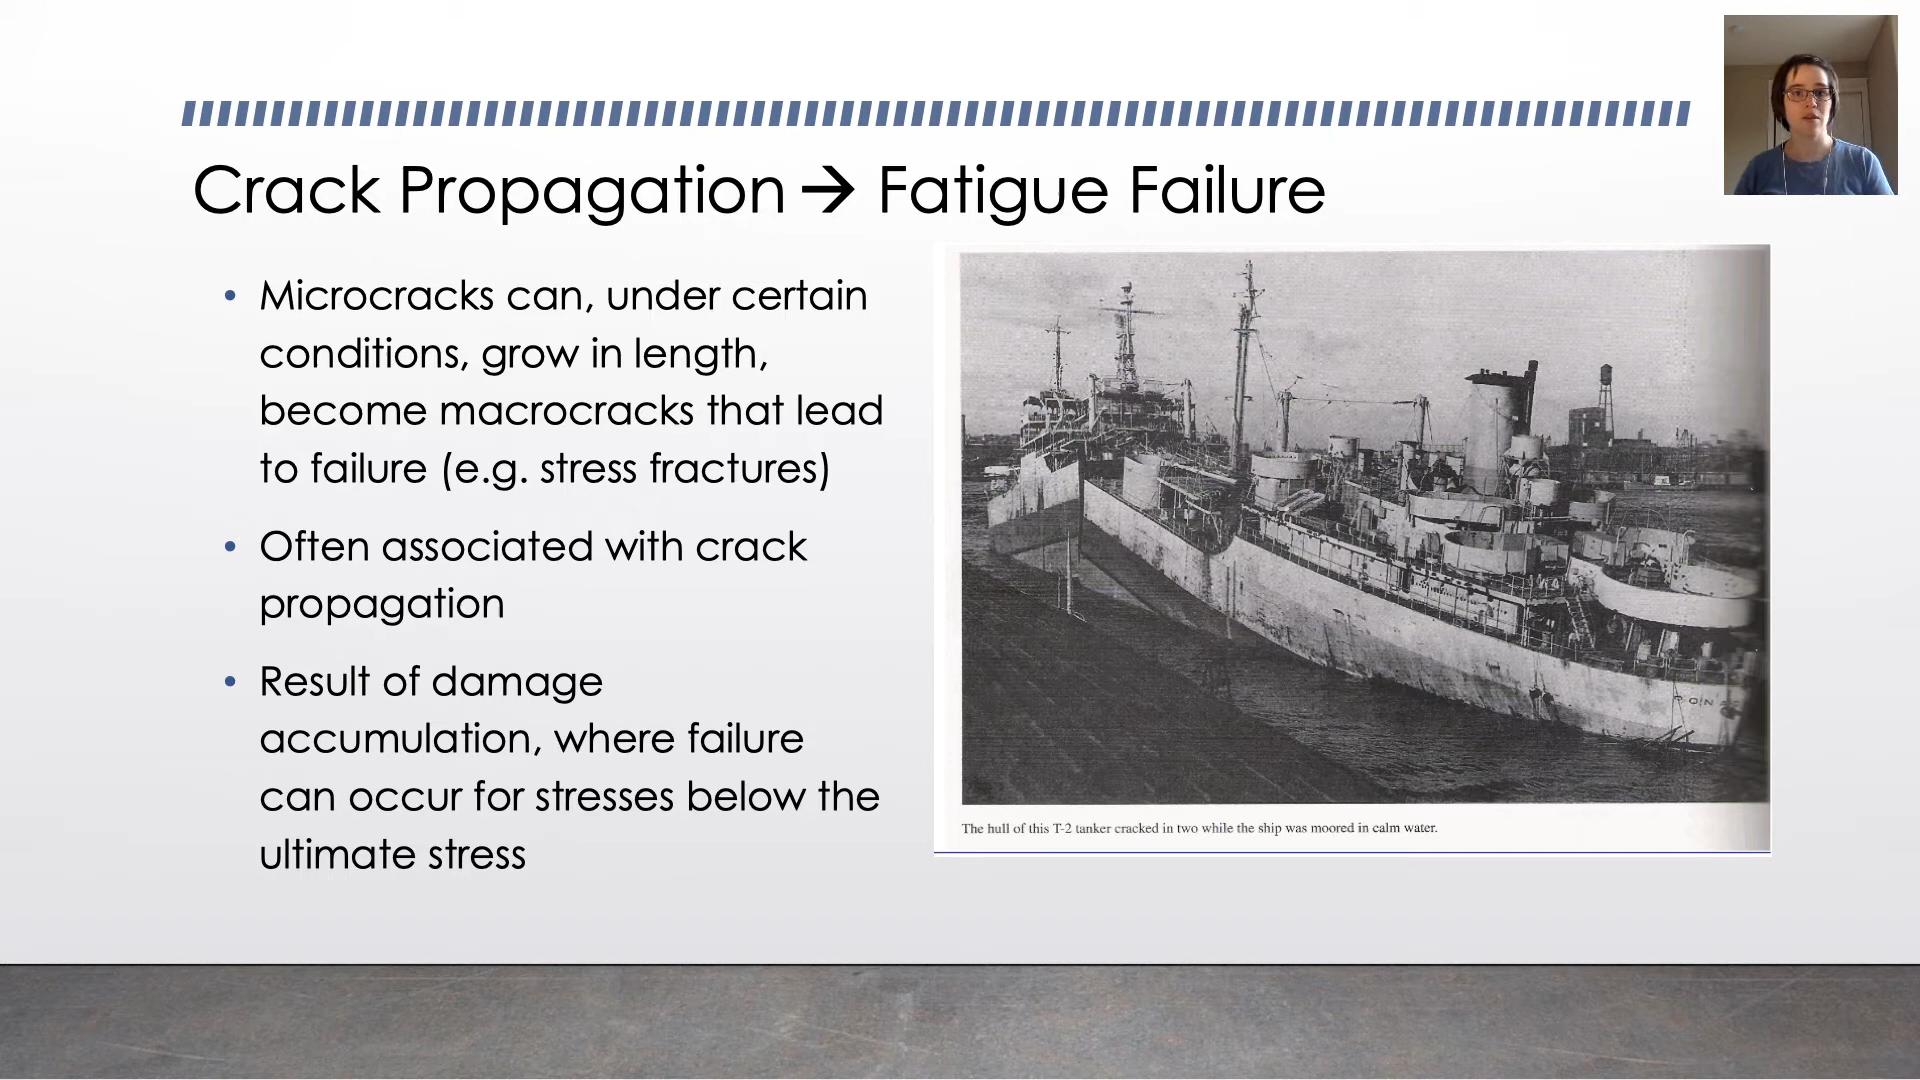 Crack Propagation → Fatigue Failure
• Microcracks can, under certain
conditions, grow in length,
become macrocracks that lead
to failure (e.g. stress fractures)
• Often associated with crack
propagation
• Result of damage
accumulation, where failure
can occur for stresses below the
ultimate stress
The hull of this T-2 tanker cracked in two while the ship was moored in calm water.